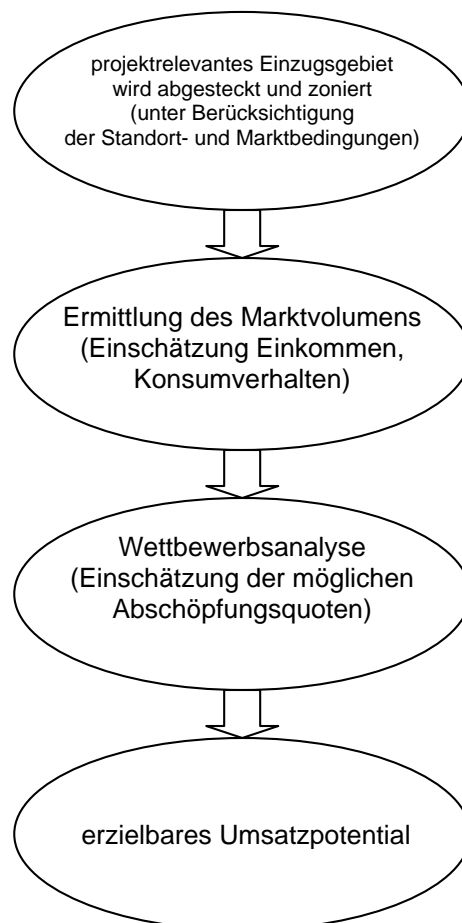 projektrelevantes Einzugsgebiet
wird abgesteckt und zoniert
(unter Berücksichtigung
der Standort- und Marktbedingungen)
Ermittlung des Marktvolumens
(Einschätzung Einkommen,
Konsumverhalten)
Wettbewerbsanalyse
(Einschätzung der möglichen
Abschöpfungsquoten)
erzielbares Umsatzpotential